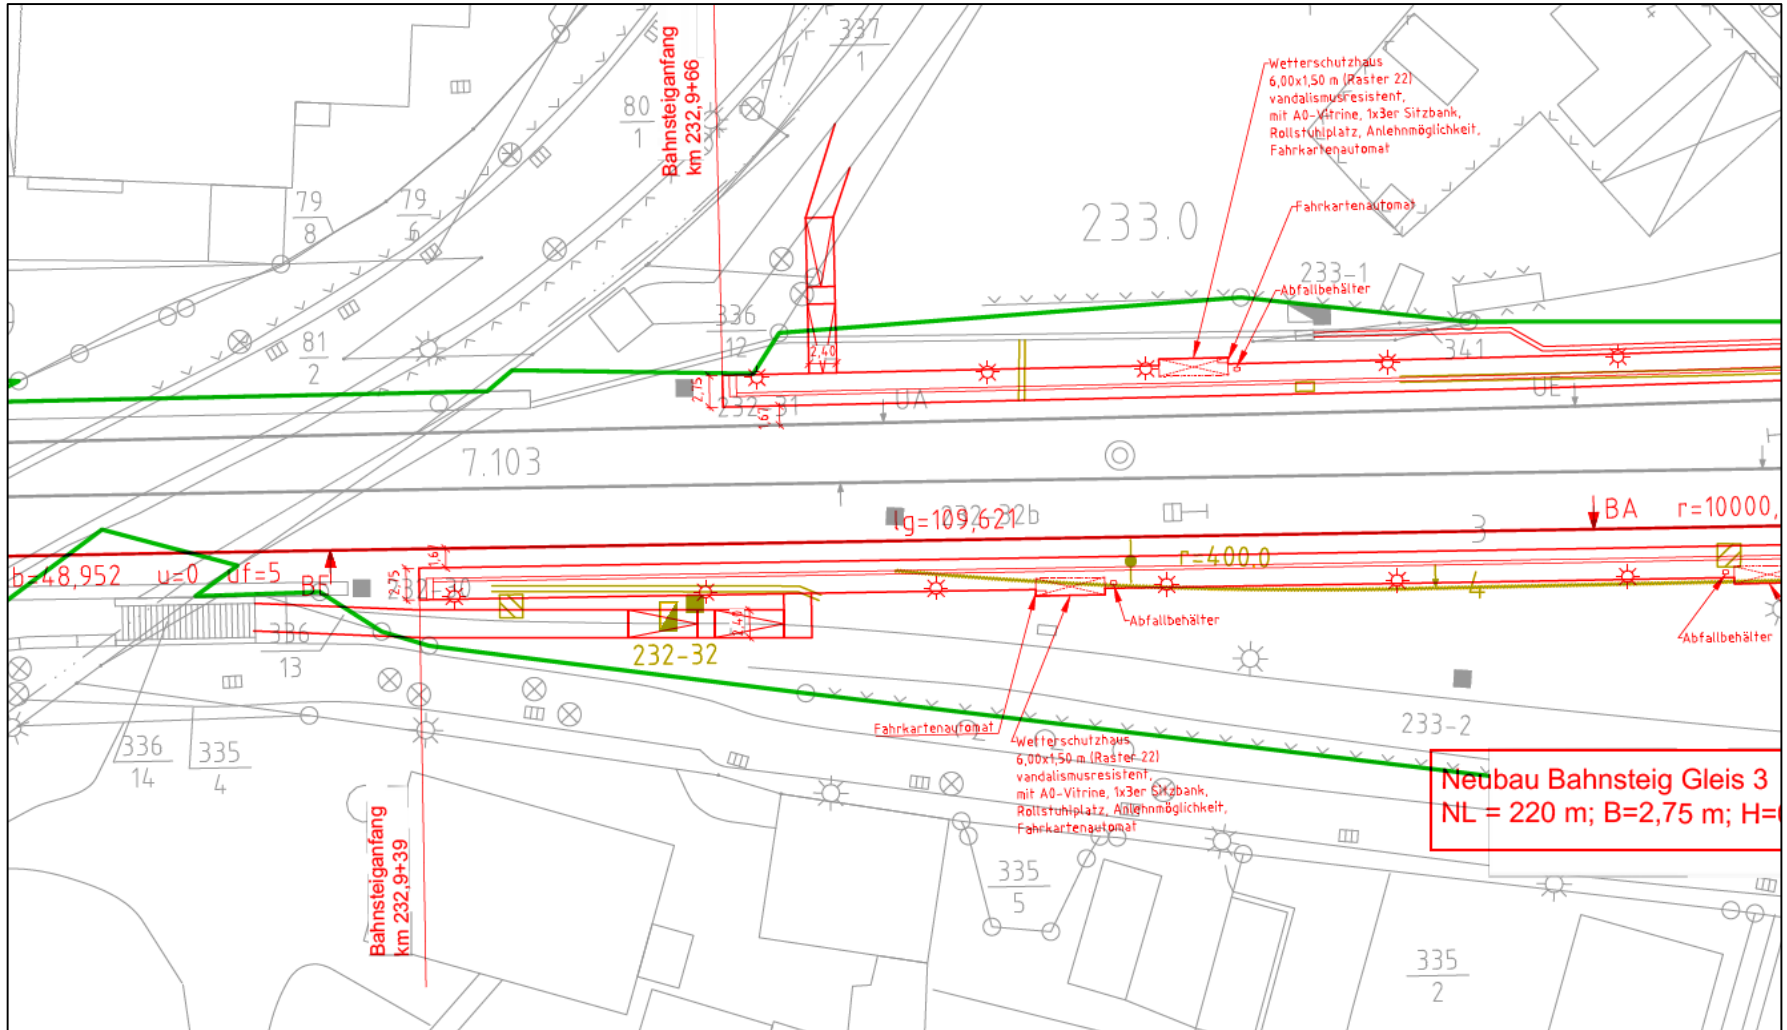 Bahnsteiganfang
km 232,9+66
337
1
80
1
79
8
79
6
81
2
336
12
Wetterschutzhaus
6,00x1,50 m (Raster 22)
vandalismusresistent,
mit A0-Vitrine, 1x3er Sitzbank,
Rollstuhlplatz, Anlehnmöglichkeit,
Fahrkartenautomat
Fahrkartenautomat
233.0
233-1
Abfallbehälter
341
2,40
2,75
232-31
1,67
UA
UE
7.103
lg=109,621
232-32b
3
BA
r=10000,
b=48,952
u=0
uf=5
BE
1,67
2,75
232-30
r=400.0
4
2,40
232-32
Abfallbehälter
Abfallbehälter
336
13
336
14
335
4
Fahrkartenautomat
Wetterschutzhaus
6,00x1,50 m (Raster 22)
vandalismusresistent,
mit A0-Vitrine, 1x3er Sitzbank,
Rollstuhlplatz, Anlehnmöglichkeit,
Fahrkartenautomat
233-2
Neubau Bahnsteig Gleis 3
NL = 220 m; B=2,75 m; H=
Bahnsteiganfang
km 232,9+39
335
5
335
2